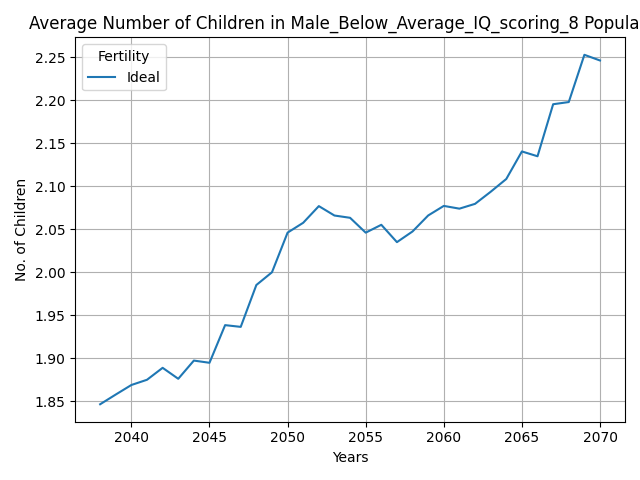 Average Number of Children in Male_Below_Average_IQ_scoring_8 Popula
Fertility
Ideal
No. of Children
2.25
2.20
2.15
2.10
2.05
2.00
1.95
1.90
1.85
2040 2045 2050 2055 2060 2065 2070
Years